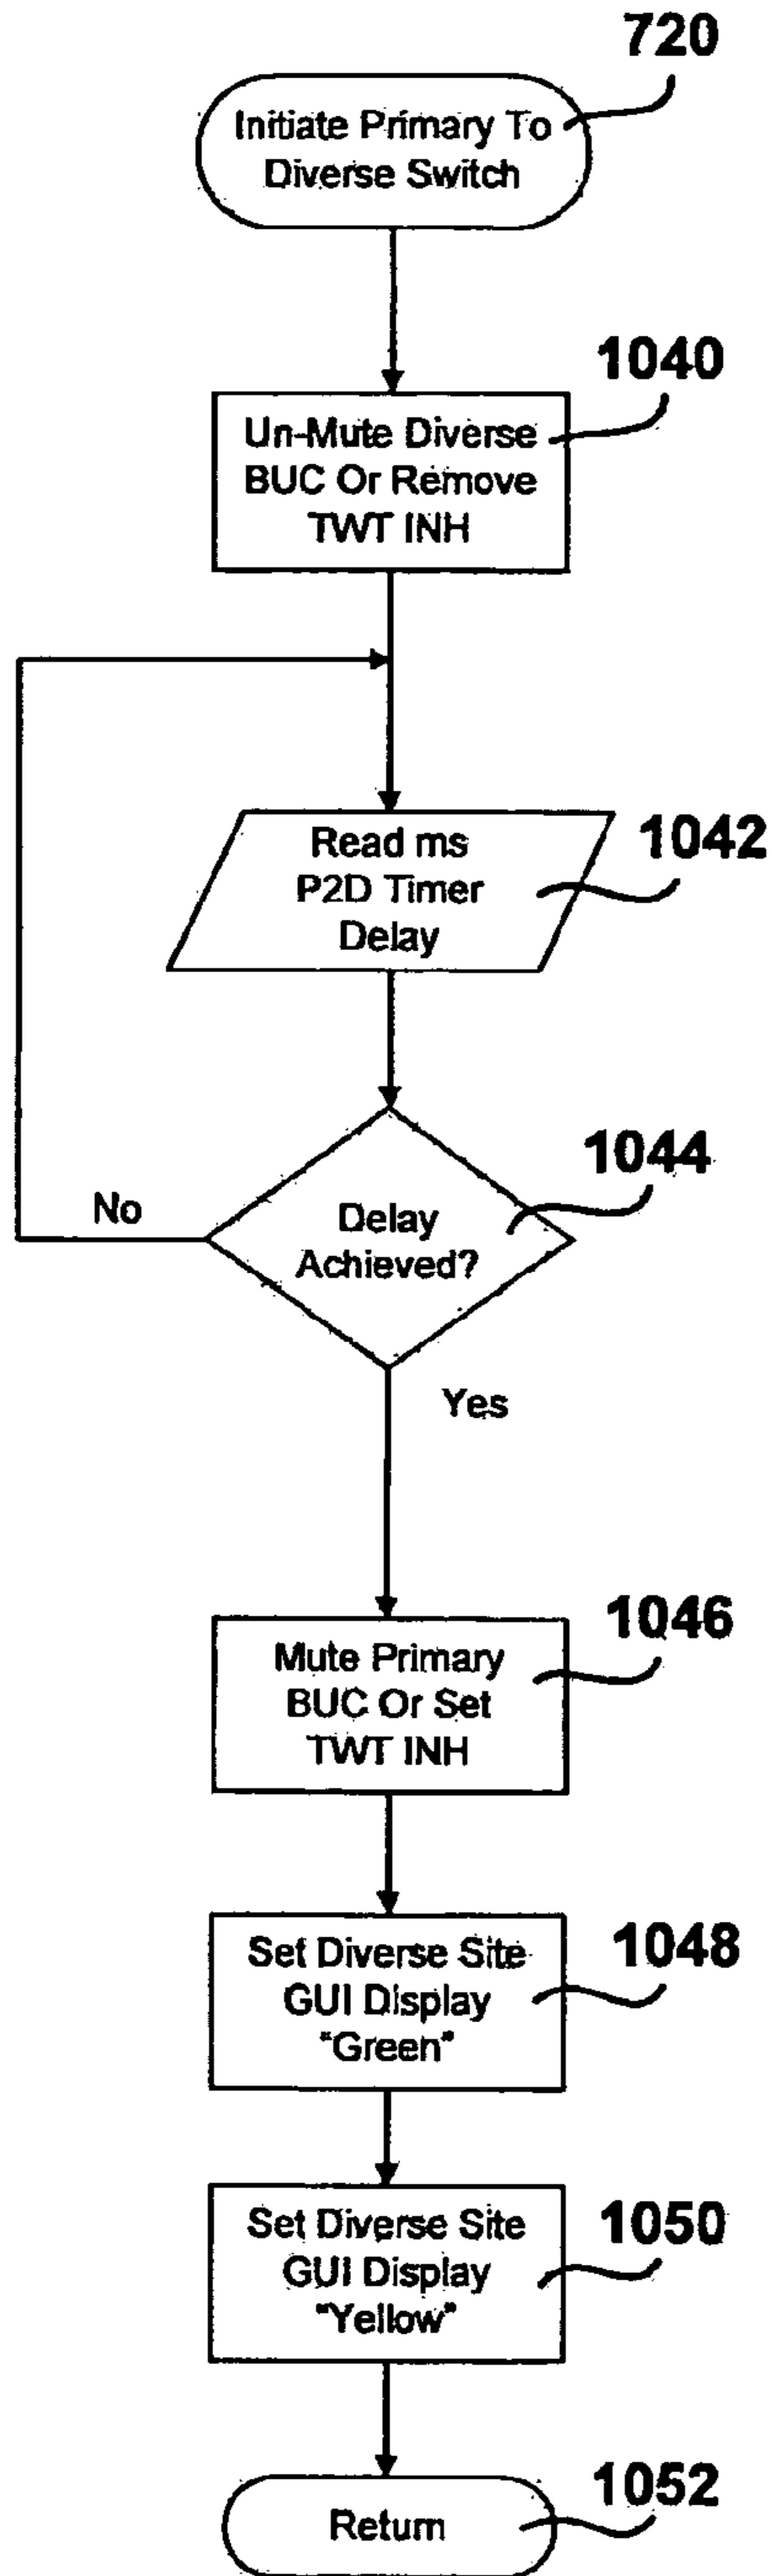 720
Initiate Primary To
Diverse Switch
1040
Un-Mute Diverse
BUC Or Remove
TWT INH
1042
Read ms
P2D Timer
Delay
1044
No
Delay
Achieved?
Yes
1046
Mute Primary
BUC Or Set
TWT INH
1048
Set Diverse Site
GUI Display
"Green"
1050
Set Diverse Site
GUI Display
"Yellow"
1052
Return